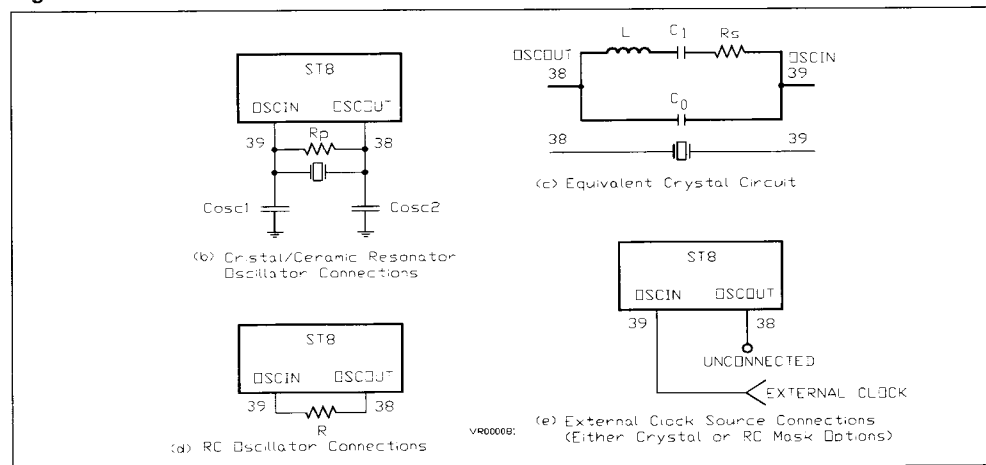 ST8
OSCIN OSCOUT
39 Rp 38
Cosc1 Cosc2
(b) Crystal/Ceramic Resonator
Oscillator Connections
L C1 Rs
OSCOUT OSCIN
38 39
C0
38 39
(c) Equivalent Crystal Circuit
ST8
OSCIN OSCOUT
39 38
R
(d) RC Oscillator Connections
ST8
OSCIN OSCOUT
39 38
UNCONNECTED
EXTERNAL CLOCK
(e) External Clock Source Connections
(Either Crystal or RC Mask Options)